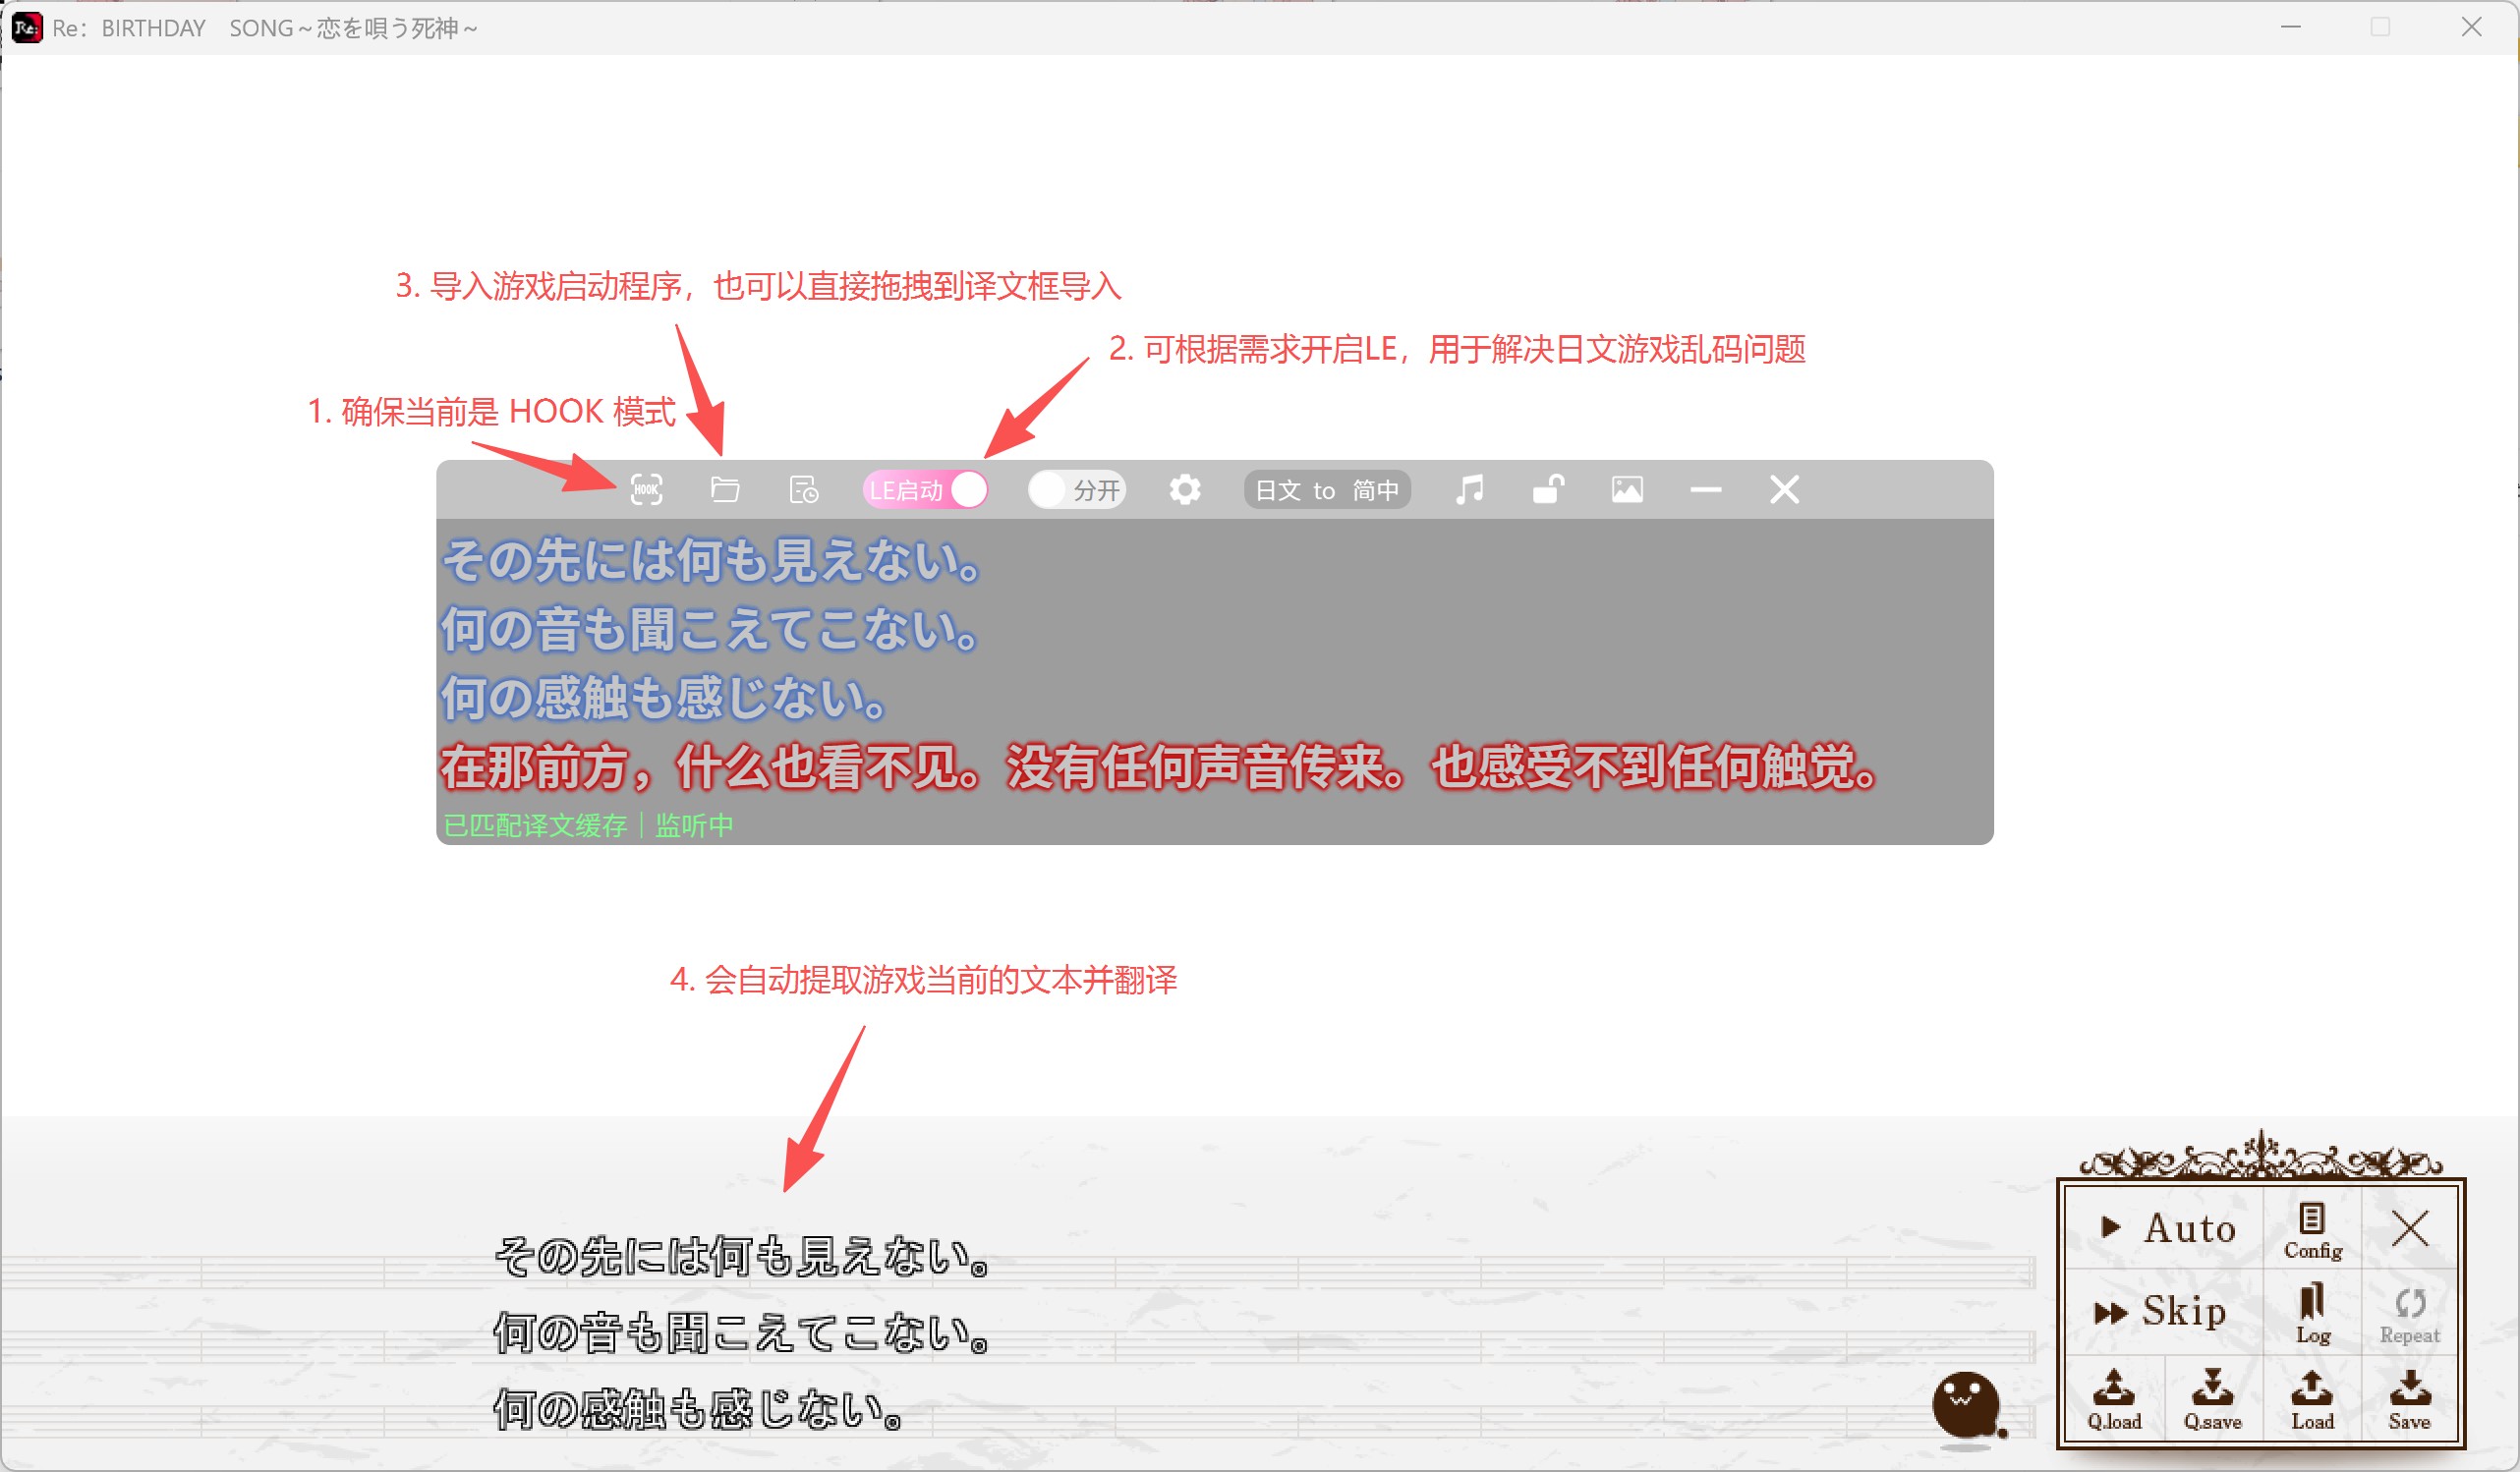 Re：BIRTHDAY　SONG～恋を唄う死神～
3. 导入游戏启动程序，也可以直接拖拽到译文框导入
2. 可根据需求开启LE，用于解决日文游戏乱码问题
1. 确保当前是 HOOK 模式
HOOK LE启动 分开 日文 to 简中
その先には何も見えない。
何の音も聞こえてこない。
何の感触も感じない。
在那前方，什么也看不见。没有任何声音传来。也感受不到任何触觉。
已匹配译文缓存｜监听中
4. 会自动提取游戏当前的文本并翻译
その先には何も見えない。
何の音も聞こえてこない。
何の感触も感じない。
Auto Config
Skip Log Repeat
Q.load Q.save Load Save